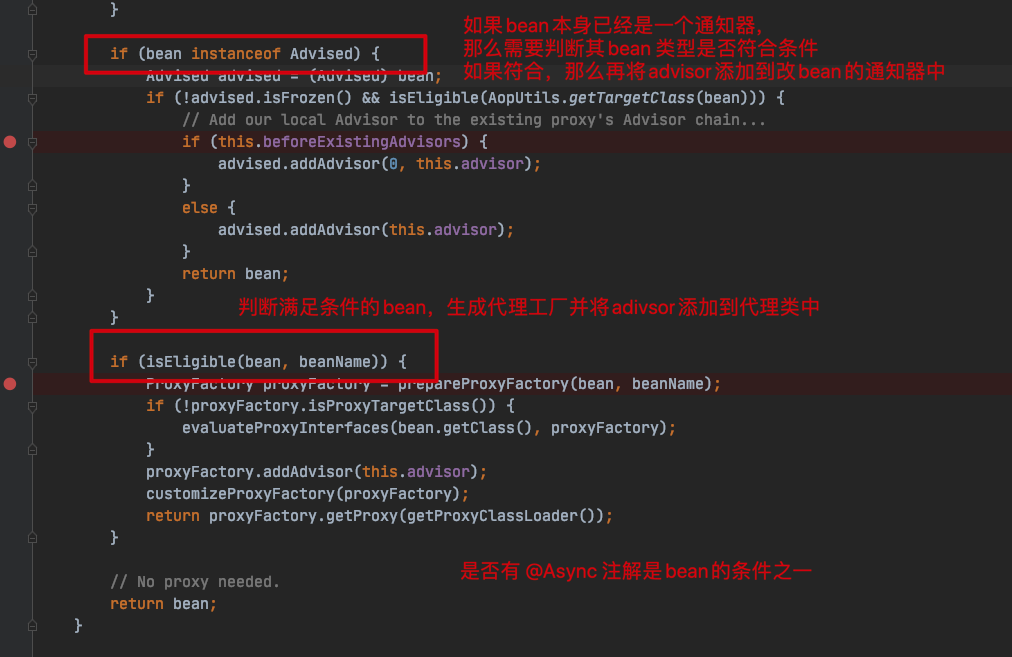 }
如果bean本身已经是一个通知器，
if (bean instanceof Advised) {
那么需要判断其bean 类型是否符合条件
Advised advised = (Advised) bean;
如果符合，那么再将advisor添加到改bean的通知器中
if (!advised.isFrozen() && isEligible(AopUtils.getTargetClass(bean))) {
// Add our local Advisor to the existing proxy's Advisor chain...
if (this.beforeExistingAdvisors) {
advised.addAdvisor(0, this.advisor);
}
else {
advised.addAdvisor(this.advisor);
}
return bean;
}
判断满足条件的bean，生成代理工厂并将adivsor添加到代理类中
}
if (isEligible(bean, beanName)) {
ProxyFactory proxyFactory = prepareProxyFactory(bean, beanName);
if (!proxyFactory.isProxyTargetClass()) {
evaluateProxyInterfaces(bean.getClass(), proxyFactory);
}
proxyFactory.addAdvisor(this.advisor);
customizeProxyFactory(proxyFactory);
return proxyFactory.getProxy(getProxyClassLoader());
}
是否有 @Async 注解是bean的条件之一
// No proxy needed.
return bean;
}